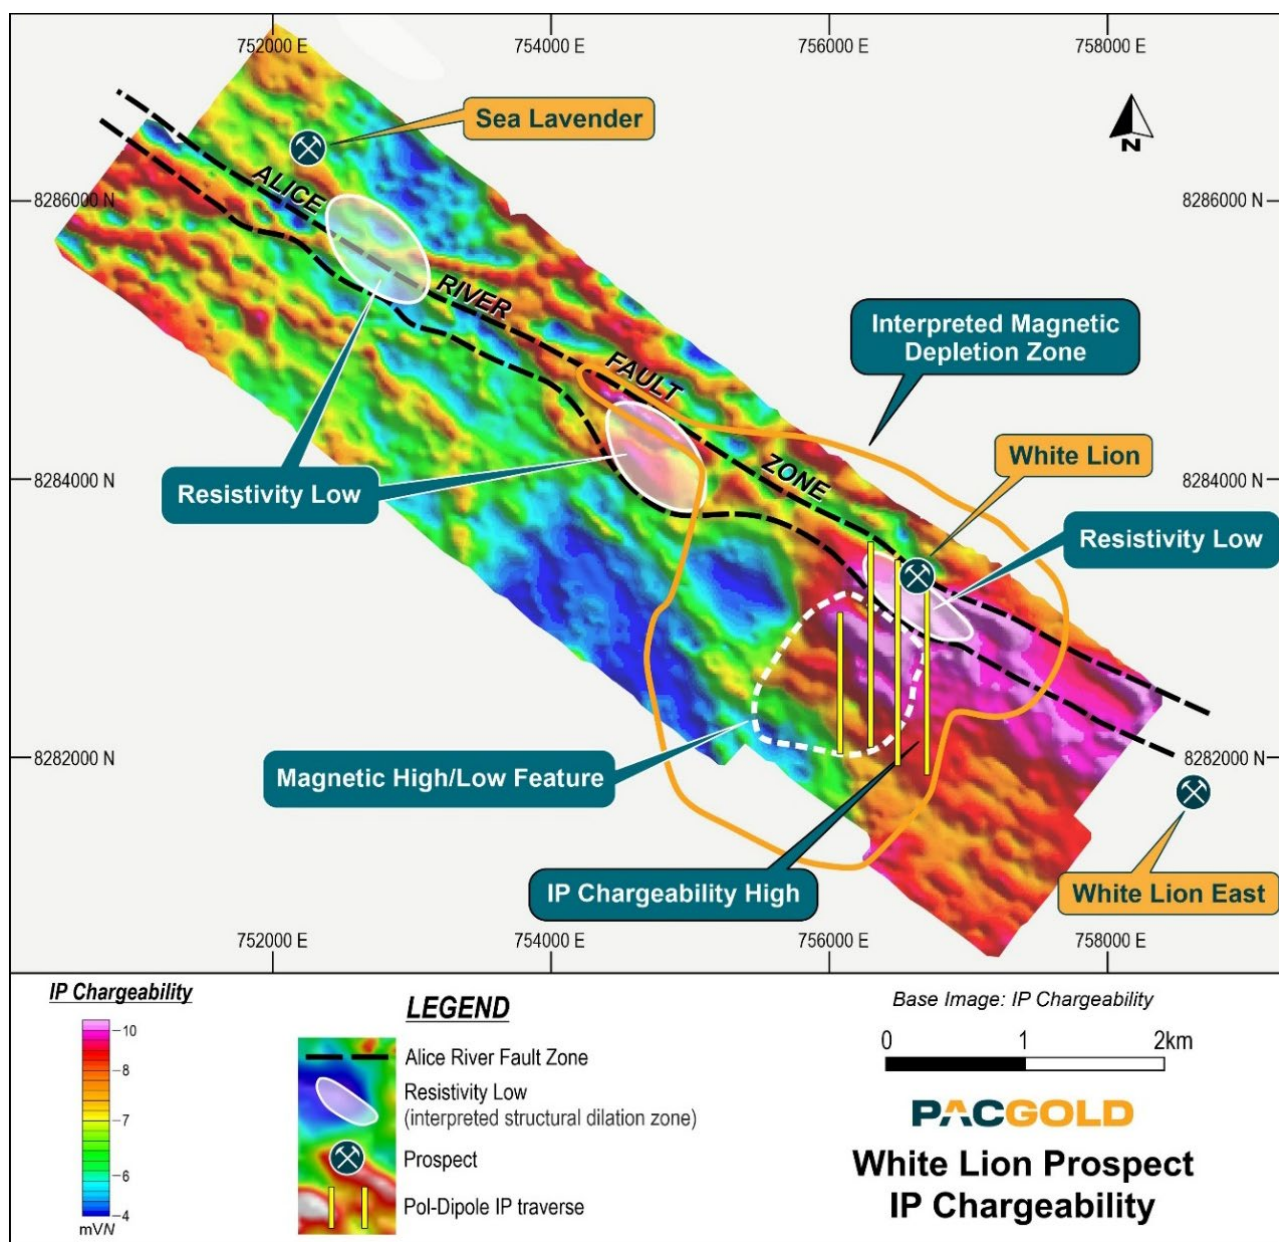 752000 E
754000 E
756000 E
758000 E
Sea Lavender
N
ALICE
8286000 N
8286000 N
RIVER
Interpreted Magnetic
Depletion Zone
FAULT
White Lion
ZONE
8284000 N
Resistivity Low
8284000 N
Resistivity Low
8282000 N
Magnetic High/Low Feature
8282000 N
IP Chargeability High
White Lion East
752000 E
754000 E
756000 E
758000 E
IP Chargeability
10
8
7
6
4
mV/V
LEGEND
Alice River Fault Zone
Resistivity Low
(interpreted structural dilation zone)
Prospect
Pol-Dipole IP traverse
Base Image: IP Chargeability
0 1 2km
PACGOLD
White Lion Prospect
IP Chargeability